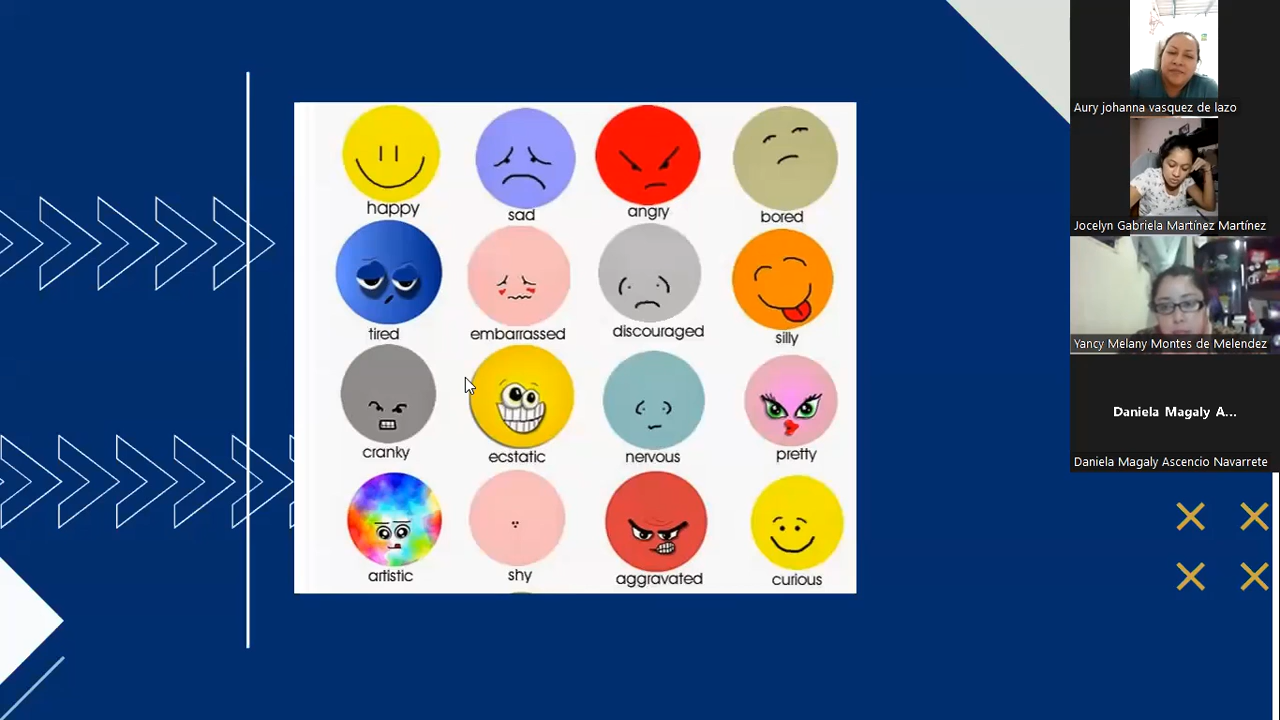 happy sad angry bored
tired embarrassed discouraged silly
cranky ecstatic nervous pretty
artistic shy aggravated curious
Aury johanna vasquez de lazo
Jocelyn Gabriela Martínez Martínez
Yancy Melany Montes de Melendez
Daniela Magaly A...
Daniela Magaly Ascencio Navarrete